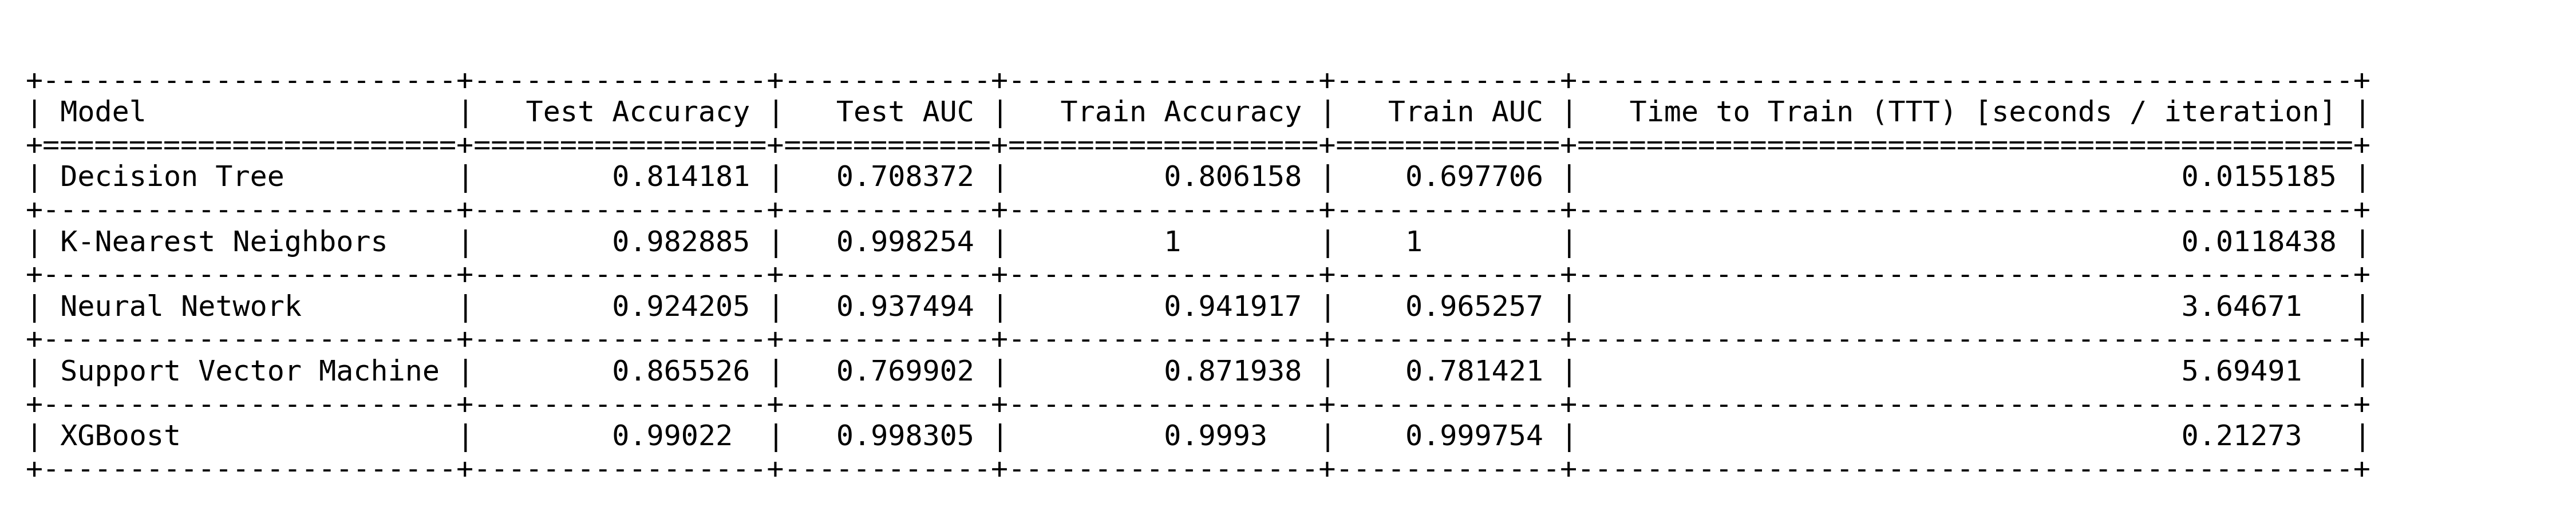 +------------------------+-----------------+------------+------------------+-------------+---------------------------------------------+
| Model                  |   Test Accuracy |   Test AUC |   Train Accuracy |   Train AUC |   Time to Train (TTT) [seconds / iteration] |
+========================+=================+============+==================+=============+=============================================+
| Decision Tree          |        0.814181 |   0.708372 |         0.806158 |    0.697706 |                                   0.0155185 |
+------------------------+-----------------+------------+------------------+-------------+---------------------------------------------+
| K-Nearest Neighbors    |        0.982885 |   0.998254 |         1        |    1        |                                   0.0118438 |
+------------------------+-----------------+------------+------------------+-------------+---------------------------------------------+
| Neural Network         |        0.924205 |   0.937494 |         0.941917 |    0.965257 |                                   3.64671   |
+------------------------+-----------------+------------+------------------+-------------+---------------------------------------------+
| Support Vector Machine |        0.865526 |   0.769902 |         0.871938 |    0.781421 |                                   5.69491   |
+------------------------+-----------------+------------+------------------+-------------+---------------------------------------------+
| XGBoost                |        0.99022  |   0.998305 |         0.9993   |    0.999754 |                                   0.21273   |
+------------------------+-----------------+------------+------------------+-------------+---------------------------------------------+